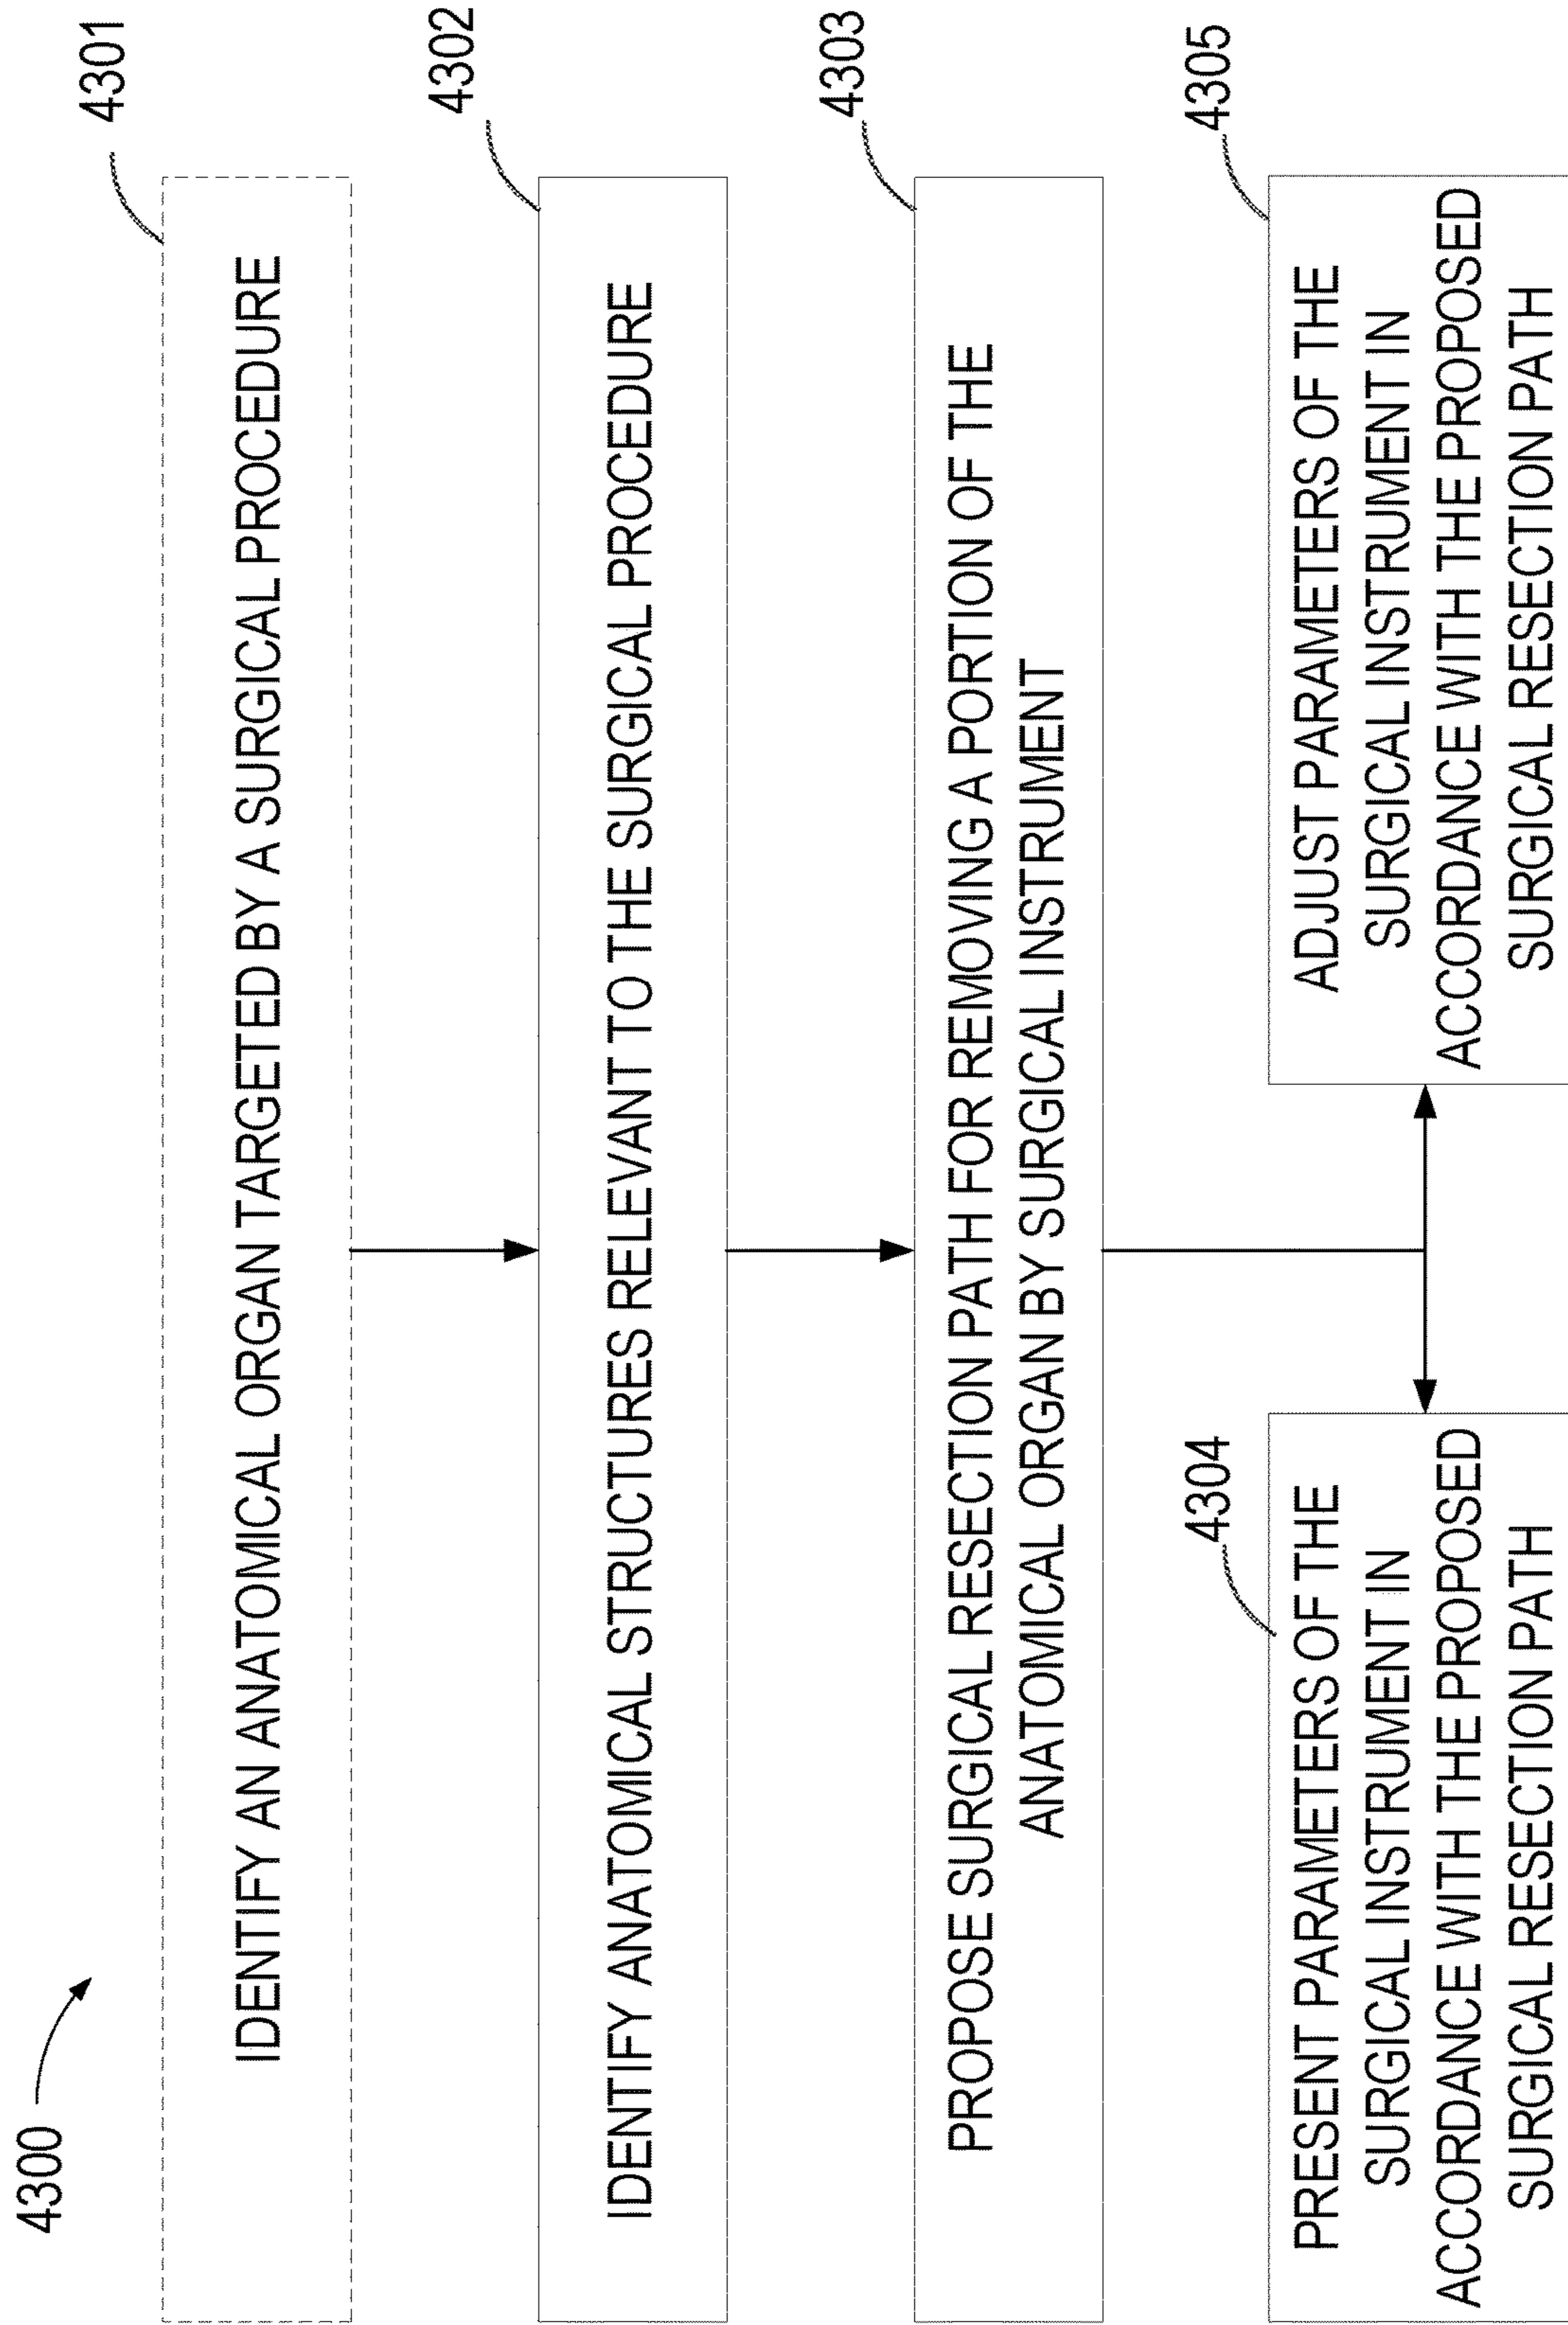 4300
4301
IDENTIFY AN ANATOMICAL ORGAN TARGETED BY A SURGICAL PROCEDURE
4302
IDENTIFY ANATOMICAL STRUCTURES RELEVANT TO THE SURGICAL PROCEDURE
4303
PROPOSE SURGICAL RESECTION PATH FOR REMOVING A PORTION OF THE
ANATOMICAL ORGAN BY SURGICAL INSTRUMENT
4304
PRESENT PARAMETERS OF THE
SURGICAL INSTRUMENT IN
ACCORDANCE WITH THE PROPOSED
SURGICAL RESECTION PATH
4305
ADJUST PARAMETERS OF THE
SURGICAL INSTRUMENT IN
ACCORDANCE WITH THE PROPOSED
SURGICAL RESECTION PATH